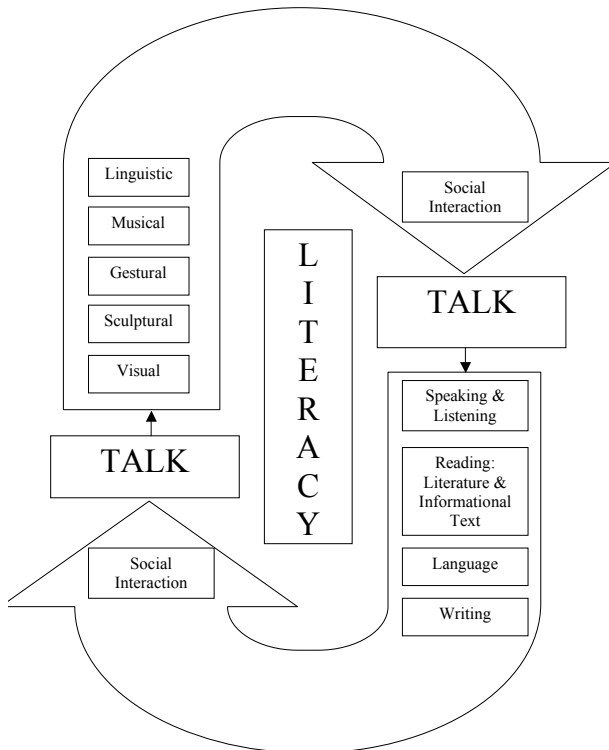 Linguistic
Musical
Gestural
Sculptural
Visual
TALK
Social
Interaction
L
I
T
E
R
A
C
Y
Social
Interaction
TALK
Speaking &
Listening
Reading:
Literature &
Informational
Text
Language
Writing